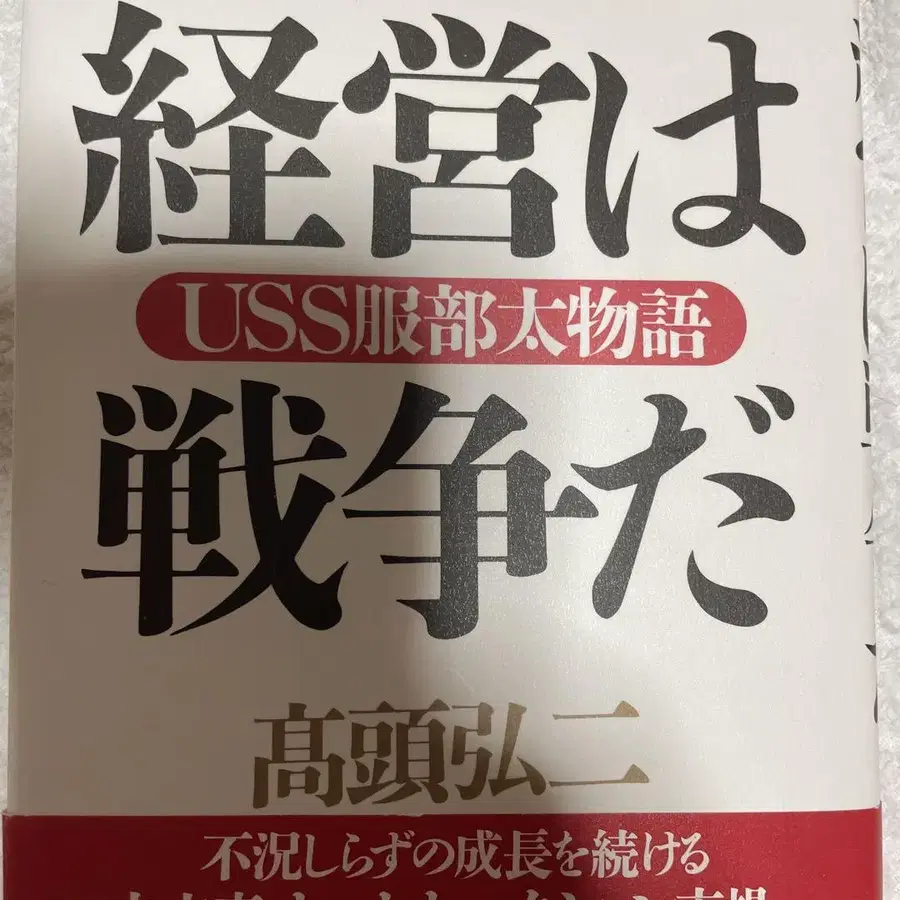 経営は
USS服部太物語
戦争だ
髙頭弘二
不況しらずの成長を続ける